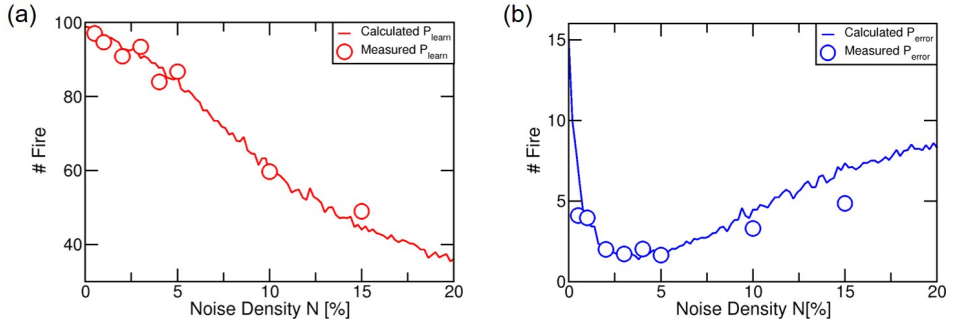 (a)
100
80
60
40
# Fire
Calculated P_learn
Measured P_learn
0 5 10 15 20
Noise Density N [%]
(b)
15
10
5
0
# Fire
Calculated P_error
Measured P_error
0 5 10 15 20
Noise Density N[%]